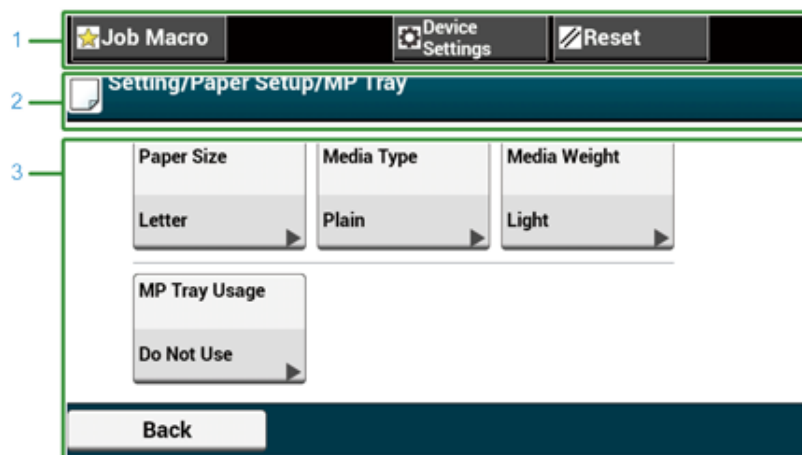 1
Job Macro
Device
Settings
Reset
2
Setting/Paper Setup/MP Tray
3
Paper Size
Media Type
Media Weight
Letter
Plain
Light
MP Tray Usage
Do Not Use
Back